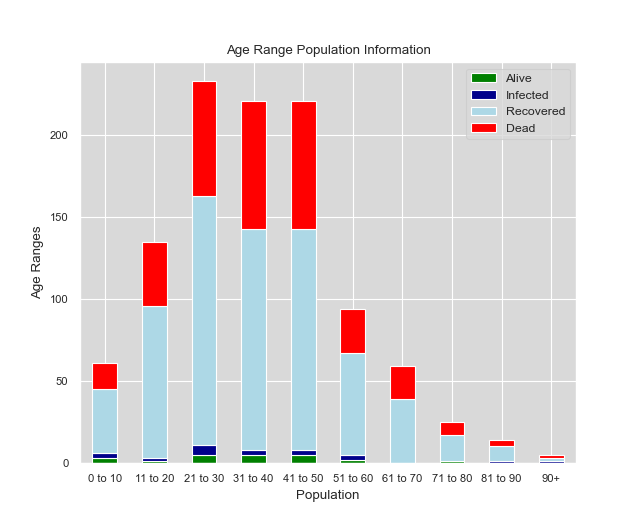 Age Range Population Information
Alive
Infected
Recovered
Dead
Age Ranges
200
150
100
50
0
0 to 10 11 to 20 21 to 30 31 to 40 41 to 50 51 to 60 61 to 70 71 to 80 81 to 90 90+
Population